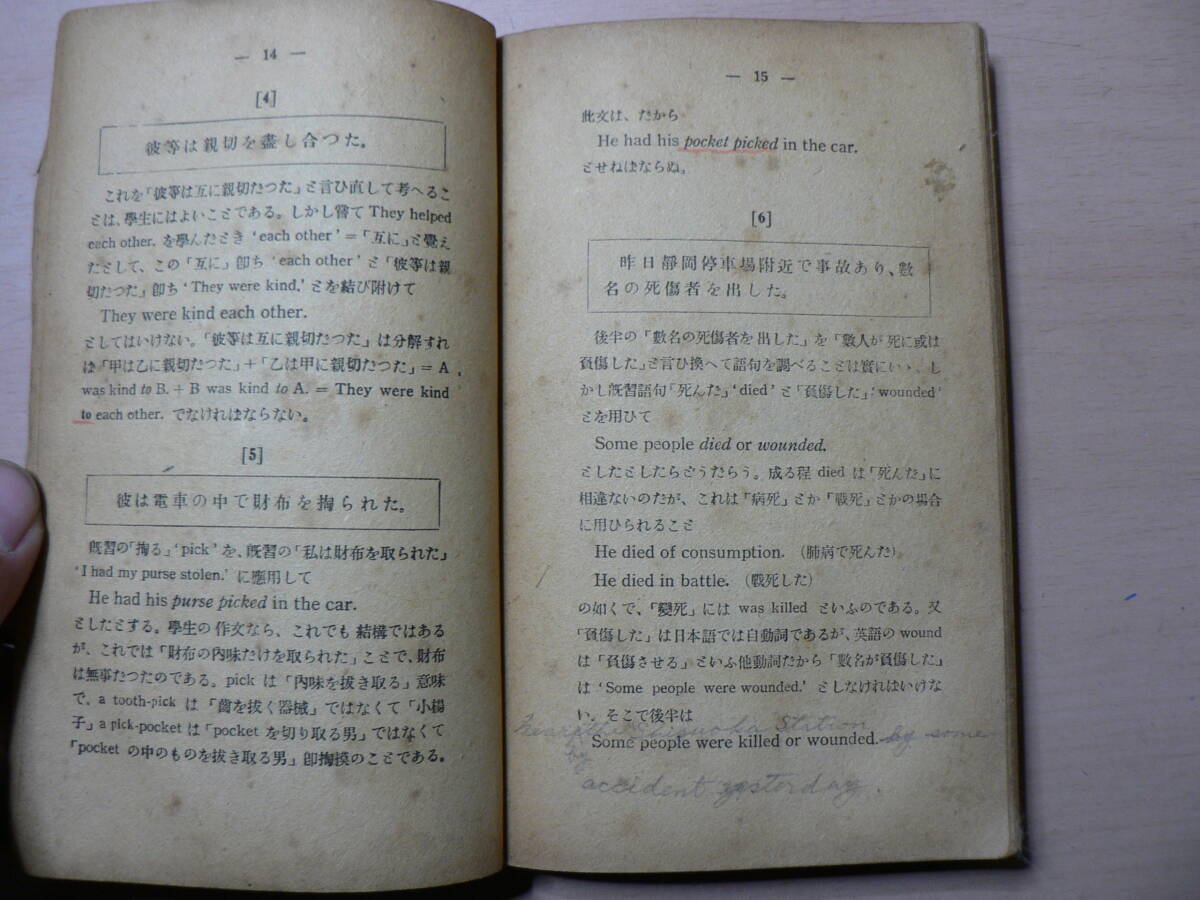 — 14 —
[4]
彼等は親切を盡し合つた。
これを「彼等は互に親切だつた」と言ひ直して考へるこ
とは、學生にはよいことである。しかし嘗て They helped
each other. を學んだとき ‘each other’＝「互に」と覺え
たとして、この「互に」卽ち ‘each other’ と「彼等は親
切だつた」卽ち ‘They were kind,’ とを結び附けて
They were kind each other.
としてはいけない。「彼等は互に親切だつた」は分解すれ
ば「甲は乙に親切だつた」+「乙は甲に親切だつた」= A
was kind to B. + B was kind to A. = They were kind
to each other. でなければならない。
[5]
彼は電車の中で財布を掏られた。
旣習の「掏る」‘pick’ を、旣習の「私は財布を取られた」
‘I had my purse stolen.’ に應用して
He had his purse picked in the car.
としたとする。學生の作文なら、これでも結構ではある
が、これでは「財布の內味だけを取られた」ことで、財布
は無事だつたのである。pick は「內味を拔き取る」意味
で、a tooth-pick は「齒を拔く器械」ではなくて「小楊
子」a pick-pocket は「pocket を切り取る男」ではなくて
「pocket の中のものを拔き取る男」卽掏摸のことである。
— 15 —
此文は、だから
He had his pocket picked in the car.
とせねばならぬ。
[6]
昨日靜岡停車場附近で事故あり、數
名の死傷者を出した。
後半の「數名の死傷者を出した」を「數人が死に或は
負傷した」と言ひ換へて語句を調べることは實にいゝ。し
かし旣習語句「死んだ」‘died’ と「負傷した」‘wounded’
とを用ひて
Some people died or wounded.
としたとしたらどうだらう。成る程 died は「死んだ」に
相違ないのだが、これは「病死」とか「戰死」とかの場合
に用ひられること
He died of consumption. (肺病で死んだ)
He died in battle. (戰死した)
の如くで、「變死」には was killed といふのである。又
「負傷した」は日本語では自動詞であるが、英語の wound
は「負傷させる」といふ他動詞だから「數名が負傷した」
は ‘Some people were wounded.’ としなければいけな
い。そこで後半は
near the Shizuoka Station
Some people were killed or wounded. by some
by
accident yesterday.